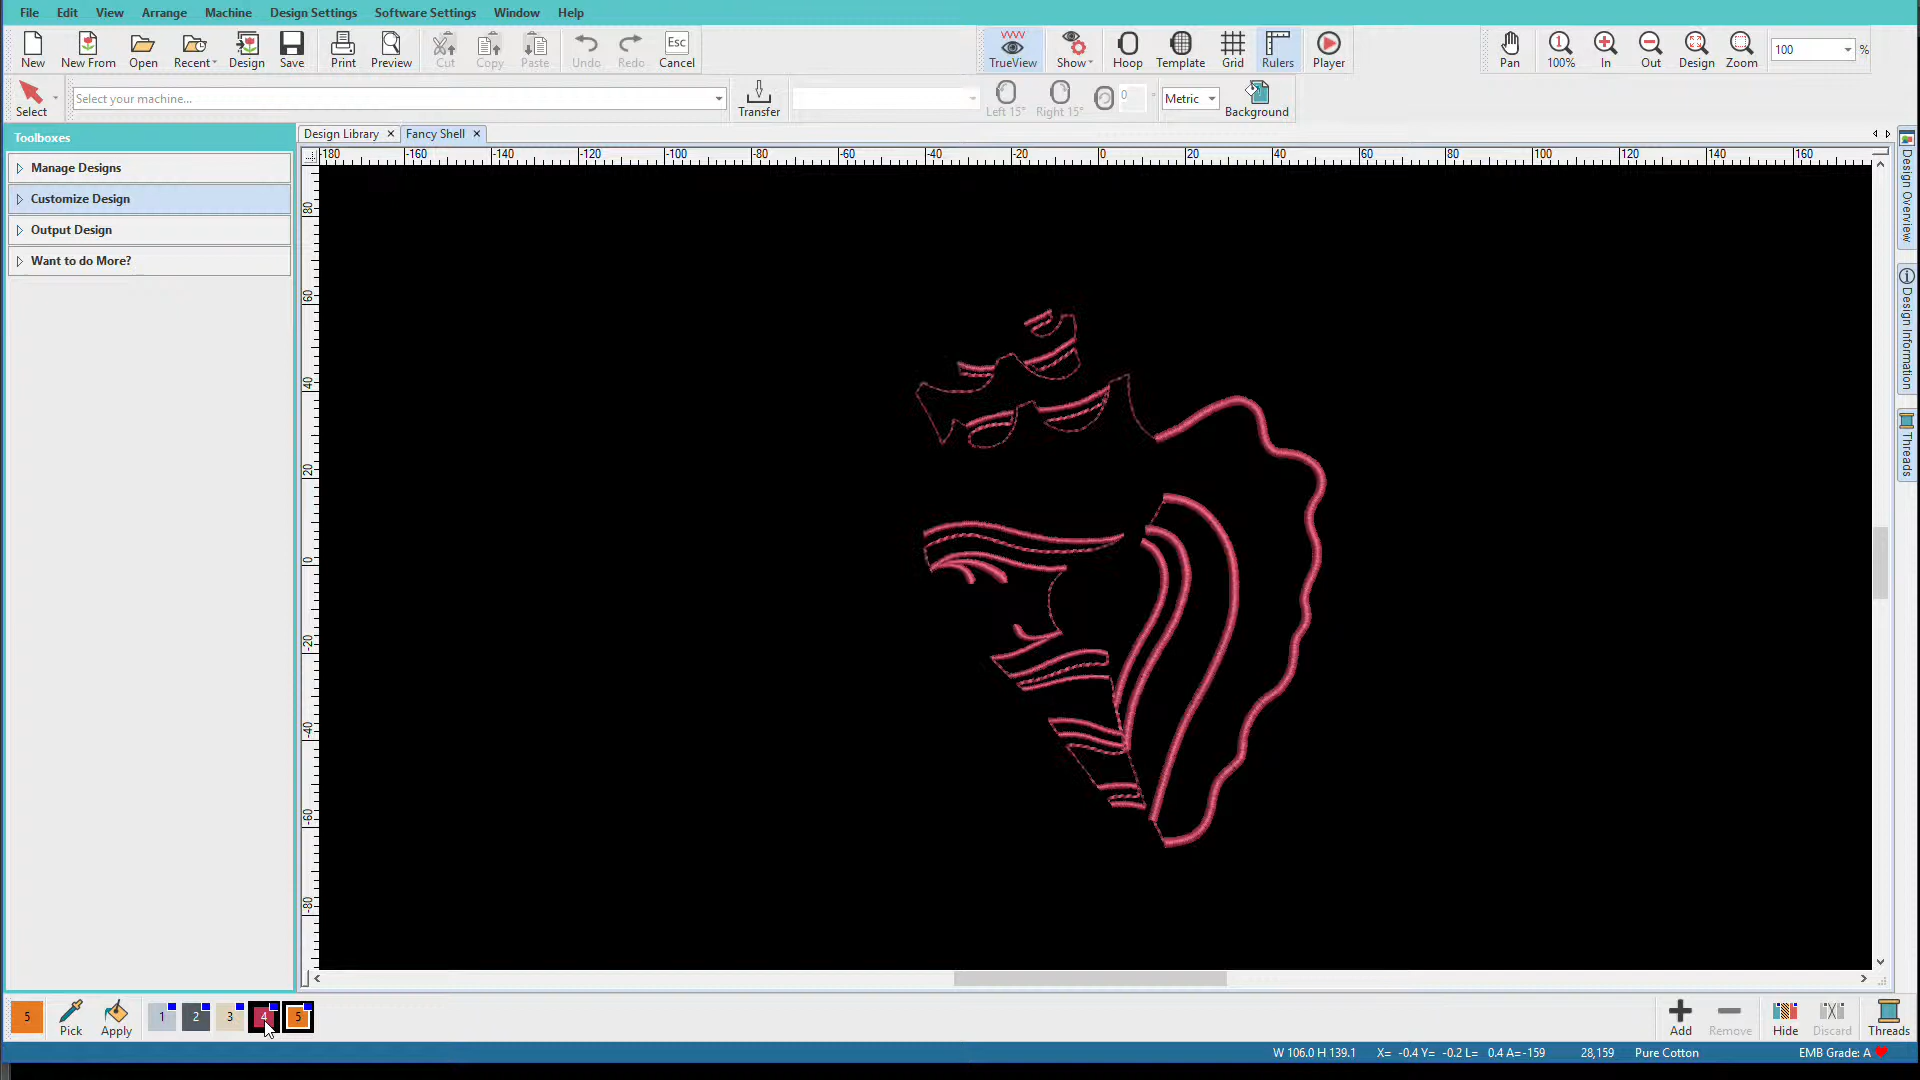 File Edit View Arrange Machine Design Settings Software Settings Window Help
New New From Open Recent Design Save Print Preview Cut Copy Paste Undo Redo Esc Cancel TrueView Show Hoop Template Grid Rulers Player Pan 1 100% In Out Design Zoom 100 %
Select Select your machine... Transfer Left 15° Right 15° 0 Metric Background
Toolboxes
Manage Designs
Customize Design
Output Design
Want to do More?
Design Library Fancy Shell
-180 -160 -140 -120 -100 -80 -60 -40 -20 0 20 40 60 80 100 120 140 160
80
60
40
20
0
-20
-40
-60
-80
Design Overview
Design Information
Threads
5 Pick Apply 1 2 3 4 5 Add Remove Hide Discard Threads
W 106.0 H 139.1 X= -0.4 Y= -0.2 L= 0.4 A=-159 28,159 Pure Cotton EMB Grade: A